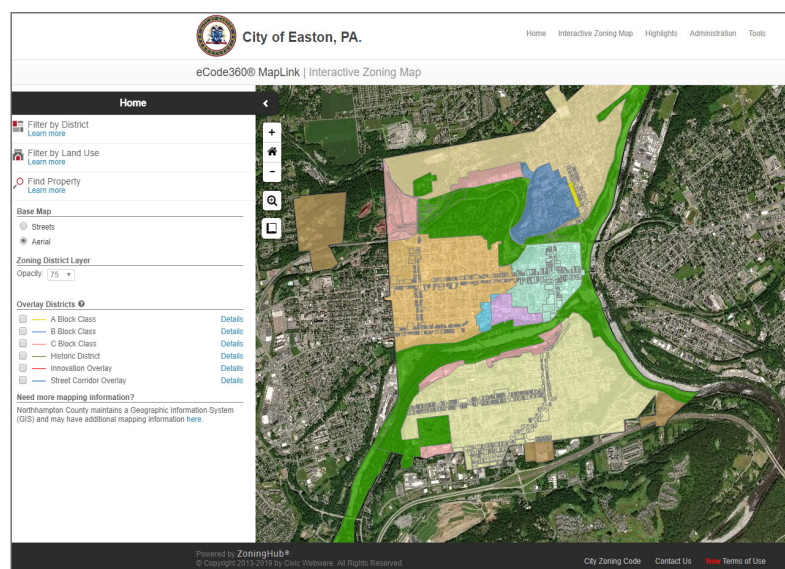 City of Easton, PA.
Home Interactive Zoning Map Highlights Administration Tools
eCode360® MapLink | Interactive Zoning Map
Home
Filter by District
Learn more
Filter by Land Use
Learn more
Find Property
Learn more
Base Map
Streets
Aerial
Zoning District Layer
Opacity: 75
Overlay Districts
A Block Class Details
B Block Class Details
C Block Class Details
Historic District Details
Innovation Overlay Details
Street Corridor Overlay Details
Need more mapping information?
Northhampton County maintains a Geographic Information System
(GIS) and may have additional mapping information here.
Powered by ZoningHub®
© Copyright 2013-2019 by Civic Webware. All Rights Reserved.
City Zoning Code Contact Us New Terms of Use